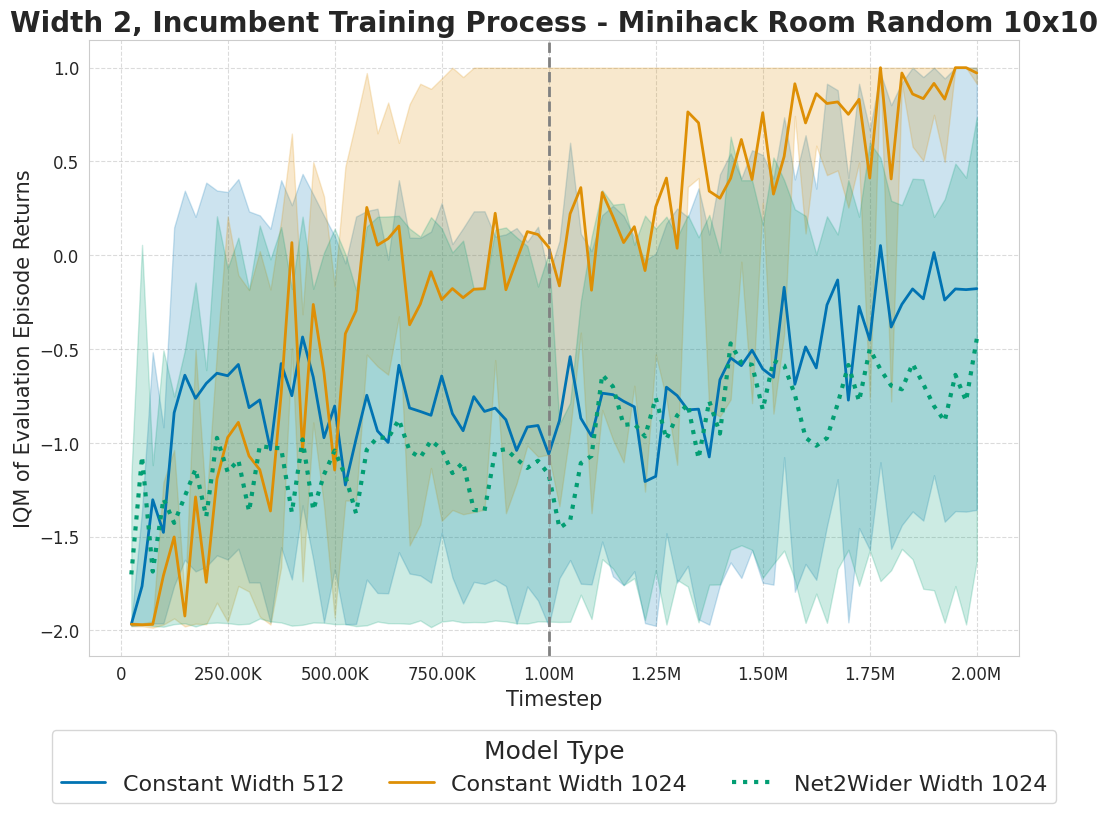 Width 2, Incumbent Training Process - Minihack Room Random 10x10
IQM of Evaluation Episode Returns
1.0
0.5
0.0
−0.5
−1.0
−1.5
−2.0
0 250.00K 500.00K 750.00K 1.00M 1.25M 1.50M 1.75M 2.00M
Timestep
Model Type
Constant Width 512 Constant Width 1024 Net2Wider Width 1024